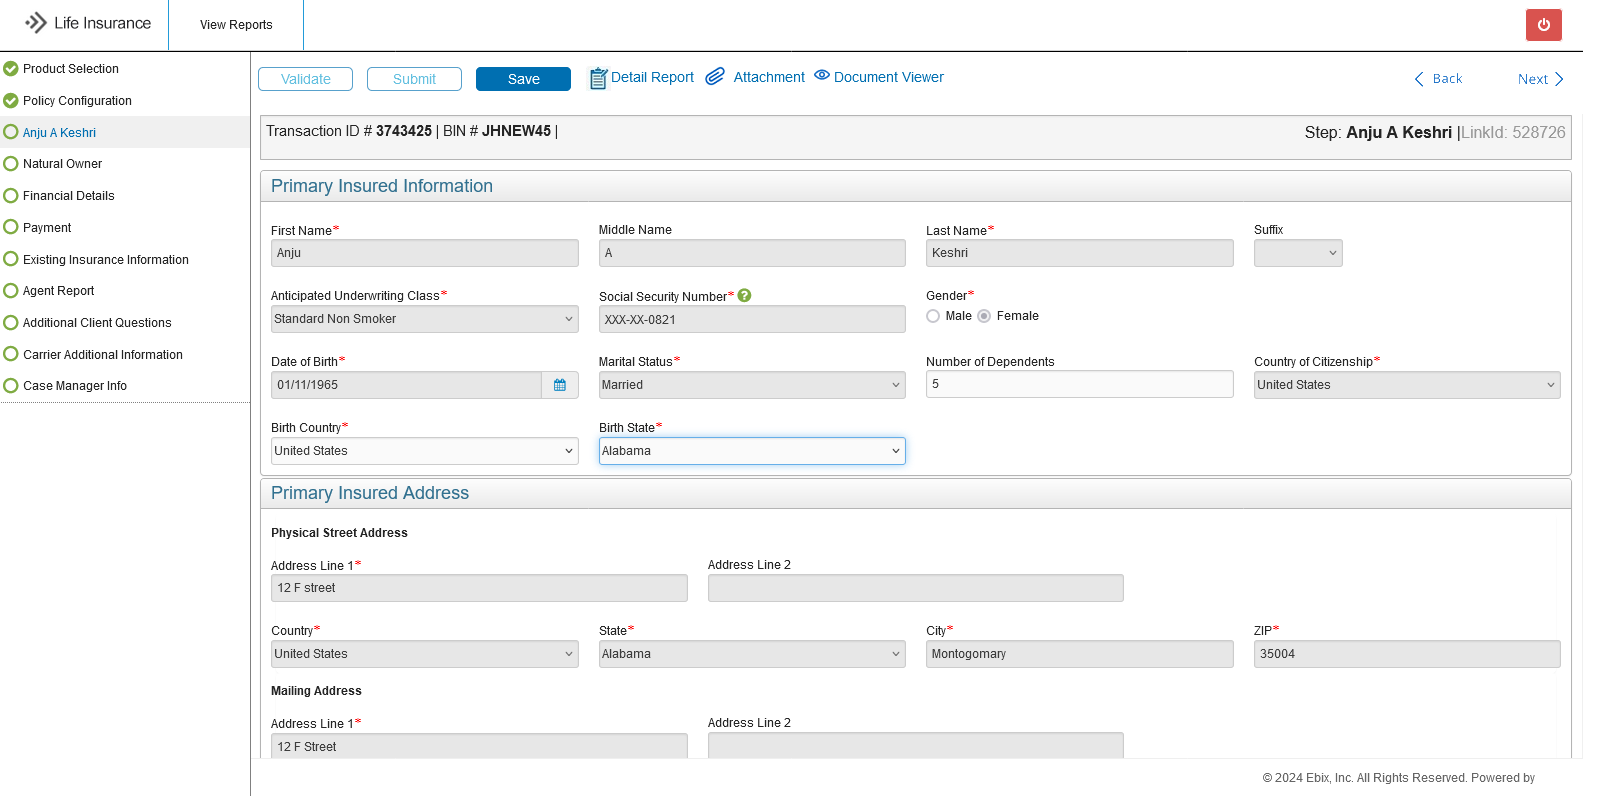 Life Insurance
View Reports
Product Selection
Policy Configuration
Anju A Keshri
Natural Owner
Financial Details
Payment
Existing Insurance Information
Agent Report
Additional Client Questions
Carrier Additional Information
Case Manager Info
Validate Submit Save Detail Report Attachment Document Viewer Back Next
Transaction ID # 3743425 | BIN # JHNEW45 | Step: Anju A Keshri |LinkId: 528726
Primary Insured Information
First Name* Middle Name Last Name* Suffix
Anju A Keshri
Anticipated Underwriting Class* Social Security Number* ? Gender*
Standard Non Smoker XXX-XX-0821 Male Female
Date of Birth* Marital Status* Number of Dependents Country of Citizenship*
01/11/1965 Married 5 United States
Birth Country* Birth State*
United States Alabama
Primary Insured Address
Physical Street Address
Address Line 1* Address Line 2
12 F street
Country* State* City* ZIP*
United States Alabama Montogomary 35004
Mailing Address
Address Line 1* Address Line 2
12 F Street
© 2024 Ebix, Inc. All Rights Reserved. Powered by